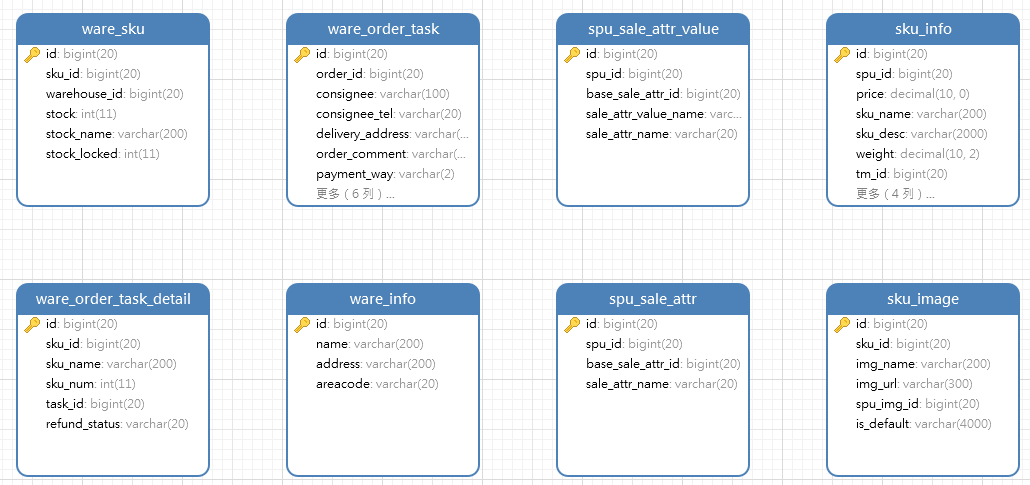 ware_sku
id: bigint(20)
sku_id: bigint(20)
warehouse_id: bigint(20)
stock: int(11)
stock_name: varchar(200)
stock_locked: int(11)
ware_order_task
id: bigint(20)
order_id: bigint(20)
consignee: varchar(100)
consignee_tel: varchar(20)
delivery_address: varchar(...
order_comment: varchar(...
payment_way: varchar(2)
更多（6 列）...
spu_sale_attr_value
id: bigint(20)
spu_id: bigint(20)
base_sale_attr_id: bigint(20)
sale_attr_value_name: varc...
sale_attr_name: varchar(20)
sku_info
id: bigint(20)
spu_id: bigint(20)
price: decimal(10, 0)
sku_name: varchar(200)
sku_desc: varchar(2000)
weight: decimal(10, 2)
tm_id: bigint(20)
更多（4 列）...
ware_order_task_detail
id: bigint(20)
sku_id: bigint(20)
sku_name: varchar(200)
sku_num: int(11)
task_id: bigint(20)
refund_status: varchar(20)
ware_info
id: bigint(20)
name: varchar(200)
address: varchar(200)
areacode: varchar(20)
spu_sale_attr
id: bigint(20)
spu_id: bigint(20)
base_sale_attr_id: bigint(20)
sale_attr_name: varchar(20)
sku_image
id: bigint(20)
sku_id: bigint(20)
img_name: varchar(200)
img_url: varchar(300)
spu_img_id: bigint(20)
is_default: varchar(4000)